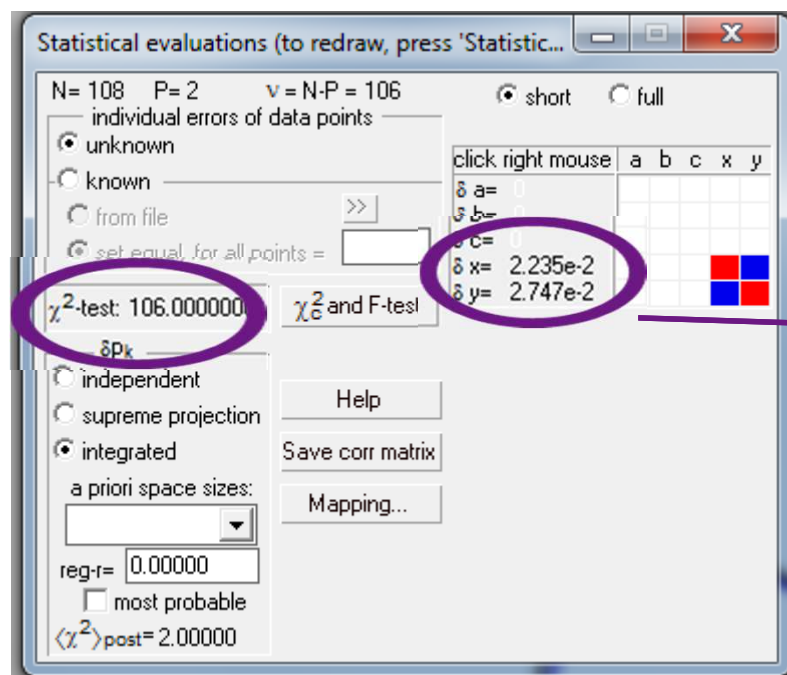 Statistical evaluations (to redraw, press 'Statistic...
N= 108 P= 2 ν = N-P = 106
short full
individual errors of data points
unknown
known
from file >>
set equal for all points =
click right mouse a b c x y
δ a= 0
δ b= 0
δ c= 0
δ x= 2.235e-2
δ y= 2.747e-2
χ²-test: 106.0000000
χ²c and F-test
δPk
independent
supreme projection
integrated
Help
Save corr matrix
Mapping...
a priori space sizes:
reg-r= 0.00000
most probable
⟨χ²⟩post= 2.00000